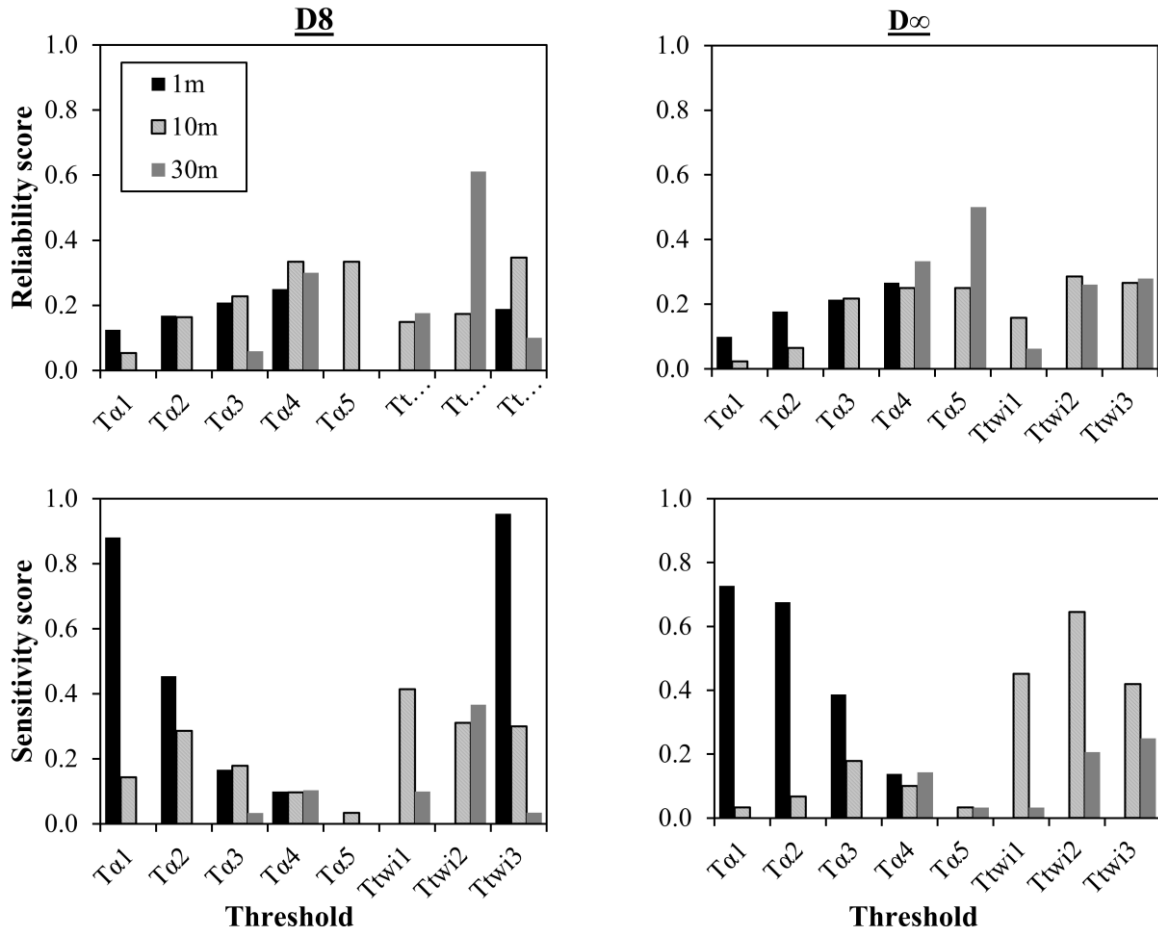 D8
D∞
1.0
0.8
0.6
0.4
0.2
0.0
Reliability score
1m
10m
30m
Tα1
Tα2
Tα3
Tα4
Tα5
Tt...
Tt...
Tt...
1.0
0.8
0.6
0.4
0.2
0.0
Tα1
Tα2
Tα3
Tα4
Tα5
Ttwi1
Ttwi2
Ttwi3
1.0
0.8
0.6
0.4
0.2
0.0
Sensitivity score
Tα1
Tα2
Tα3
Tα4
Tα5
Ttwi1
Ttwi2
Ttwi3
Threshold
1.0
0.8
0.6
0.4
0.2
0.0
Tα1
Tα2
Tα3
Tα4
Tα5
Ttwi1
Ttwi2
Ttwi3
Threshold